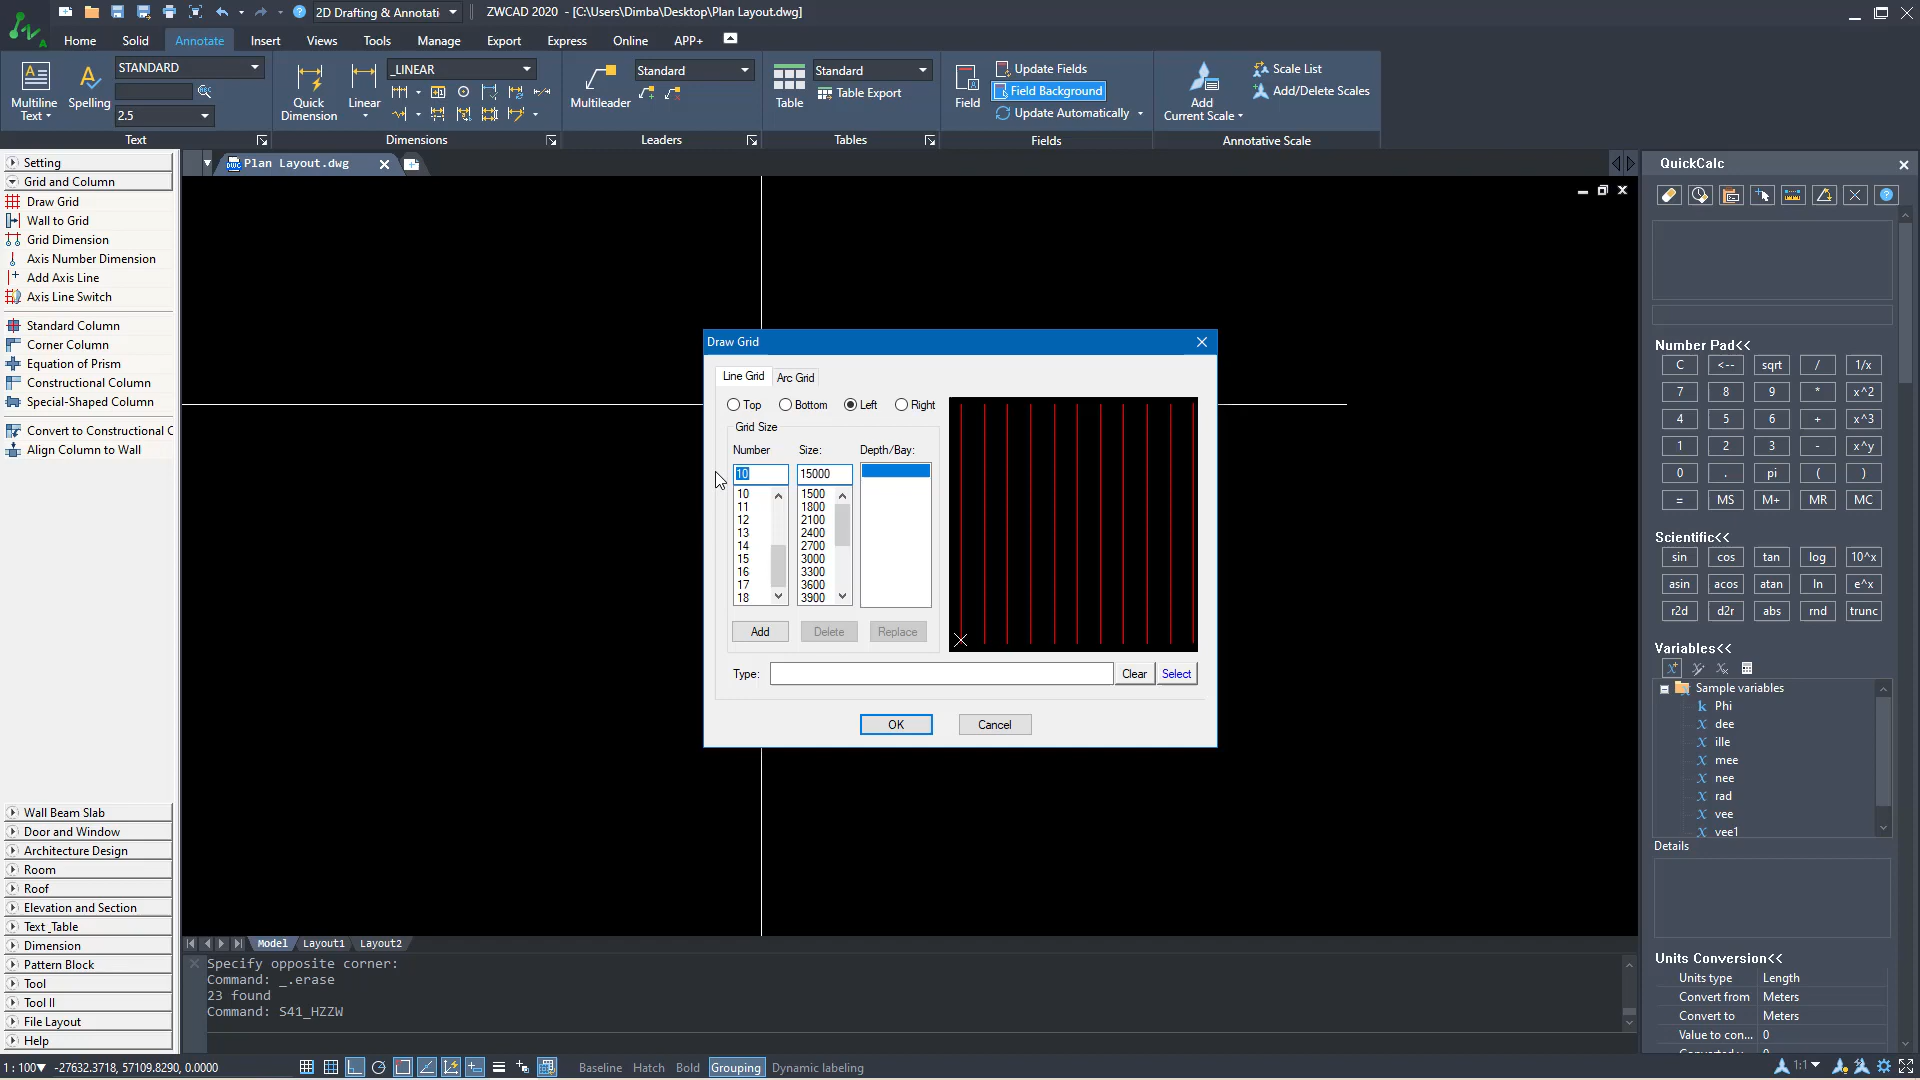 2D Drafting & Annotati
ZWCAD 2020 - [C:\Users\Dimba\Desktop\Plan Layout.dwg]
Home Solid Annotate Insert Views Tools Manage Export Express Online APP+
STANDARD
2.5
Multiline Text
Spelling
Text
Quick Dimension
Linear
_LINEAR
Dimensions
Multileader
Standard
Leaders
Table
Standard
Table Export
Tables
Field
Update Fields
Field Background
Update Automatically
Fields
Add Current Scale
Scale List
Add/Delete Scales
Annotative Scale
Setting
Grid and Column
Draw Grid
Wall to Grid
Grid Dimension
Axis Number Dimension
Add Axis Line
Axis Line Switch
Standard Column
Corner Column
Equation of Prism
Constructional Column
Special-Shaped Column
Convert to Constructional C
Align Column to Wall
Wall Beam Slab
Door and Window
Architecture Design
Room
Roof
Elevation and Section
Text_Table
Dimension
Pattern Block
Tool
Tool II
File Layout
Help
Plan Layout.dwg
Draw Grid
Line Grid Arc Grid
Top Bottom Left Right
Grid Size
Number Size: Depth/Bay:
10 15000
10 1500
11 1800
12 2100
13 2400
14 2700
15 3000
16 3300
17 3600
18 3900
Add Delete Replace
Type: Clear Select
OK Cancel
Model Layout1 Layout2
Specify opposite corner:
Command: _.erase
23 found
Command: S41_HZZW
QuickCalc
Number Pad<<
C <-- sqrt / 1/x
7 8 9 * x^2
4 5 6 + x^3
1 2 3 - x^y
0 . pi ( )
= MS M+ MR MC
Scientific<<
sin cos tan log 10^x
asin acos atan ln e^x
r2d d2r abs rnd trunc
Variables<<
Sample variables
k Phi
X dee
X ille
X mee
X nee
X rad
X vee
X vee1
Details
Units Conversion<<
Units type Length
Convert from Meters
Convert to Meters
Value to con... 0
1 : 100▼ -27632.3718, 57109.8290, 0.0000
Baseline Hatch Bold Grouping Dynamic labeling
1:1